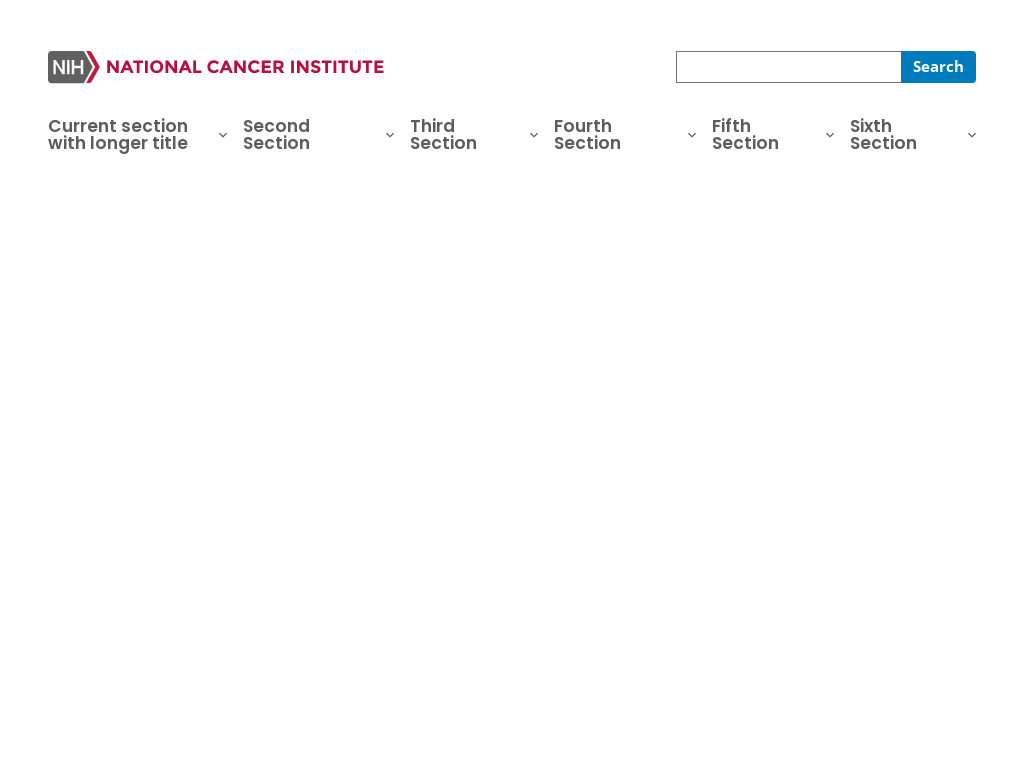 NIH NATIONAL CANCER INSTITUTE
Search
Current section
with longer title
Second
Section
Third
Section
Fourth
Section
Fifth
Section
Sixth
Section